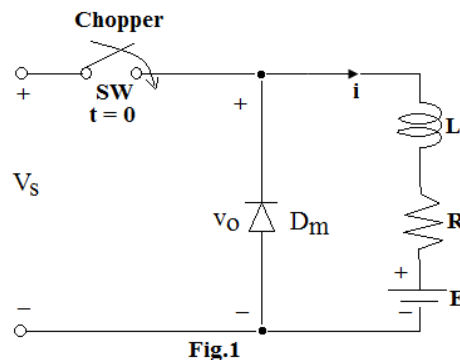 Chopper
+
SW
t = 0
+
i
L
Vs
vo
Dm
R
+
E
−
−
−
Fig.1